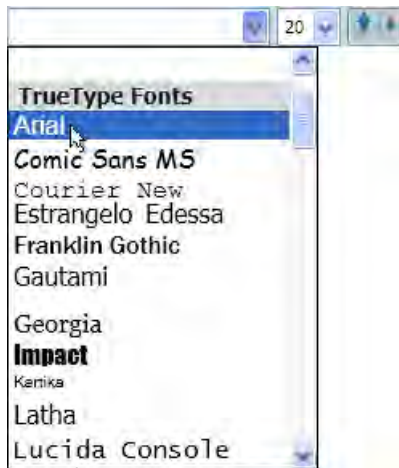 20
TrueType Fonts
Arial
Comic Sans MS
Courier New
Estrangelo Edessa
Franklin Gothic
Gautami
Georgia
Impact
Kartika
Latha
Lucida Console